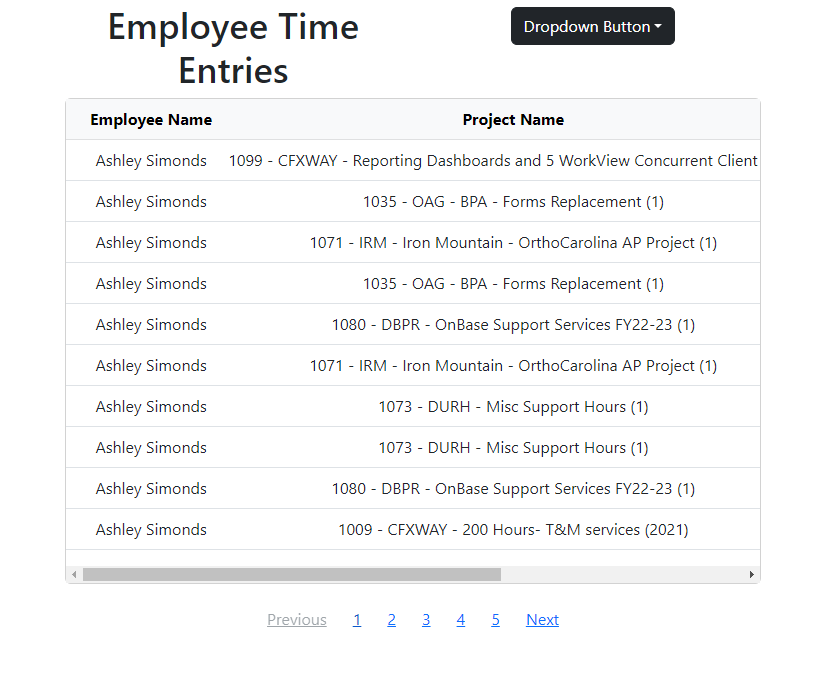 Employee Time
Entries
Dropdown Button
Employee Name Project Name
Ashley Simonds 1099 - CFXWAY - Reporting Dashboards and 5 WorkView Concurrent Client
Ashley Simonds 1035 - OAG - BPA - Forms Replacement (1)
Ashley Simonds 1071 - IRM - Iron Mountain - OrthoCarolina AP Project (1)
Ashley Simonds 1035 - OAG - BPA - Forms Replacement (1)
Ashley Simonds 1080 - DBPR - OnBase Support Services FY22-23 (1)
Ashley Simonds 1071 - IRM - Iron Mountain - OrthoCarolina AP Project (1)
Ashley Simonds 1073 - DURH - Misc Support Hours (1)
Ashley Simonds 1073 - DURH - Misc Support Hours (1)
Ashley Simonds 1080 - DBPR - OnBase Support Services FY22-23 (1)
Ashley Simonds 1009 - CFXWAY - 200 Hours- T&M services (2021)
Previous 1 2 3 4 5 Next